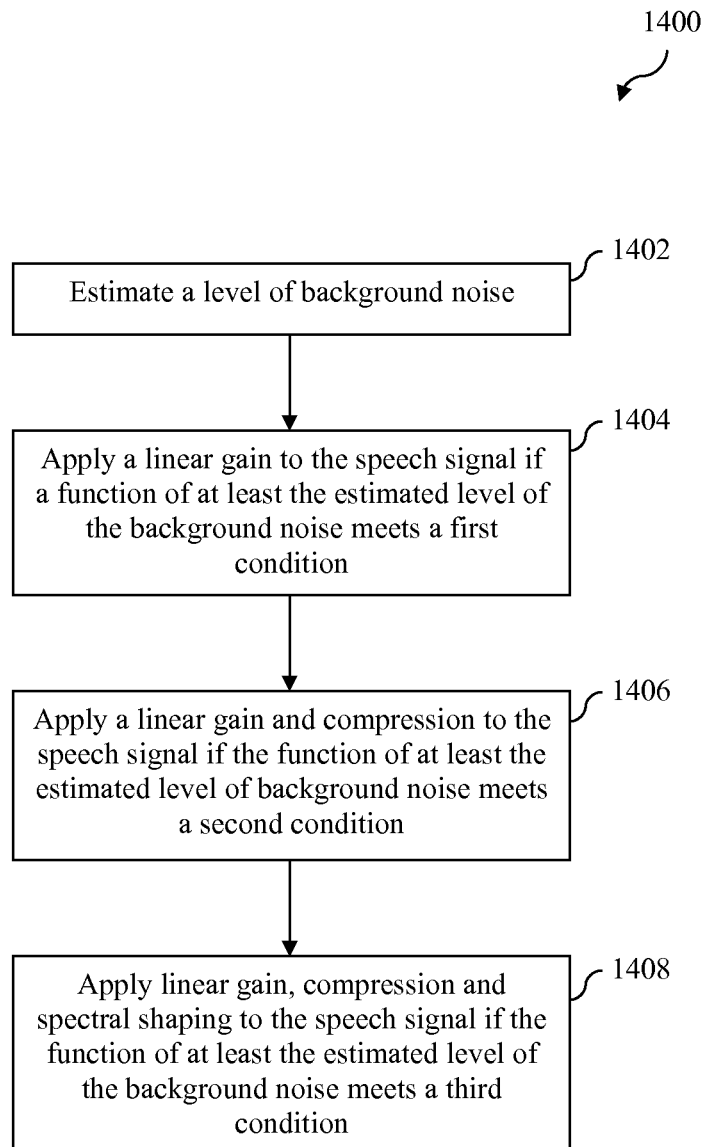 1400
1402
Estimate a level of background noise
1404
Apply a linear gain to the speech signal if
a function of at least the estimated level of
the background noise meets a first
condition
1406
Apply a linear gain and compression to the
speech signal if the function of at least the
estimated level of background noise meets
a second condition
1408
Apply linear gain, compression and
spectral shaping to the speech signal if the
function of at least the estimated level of
the background noise meets a third
condition